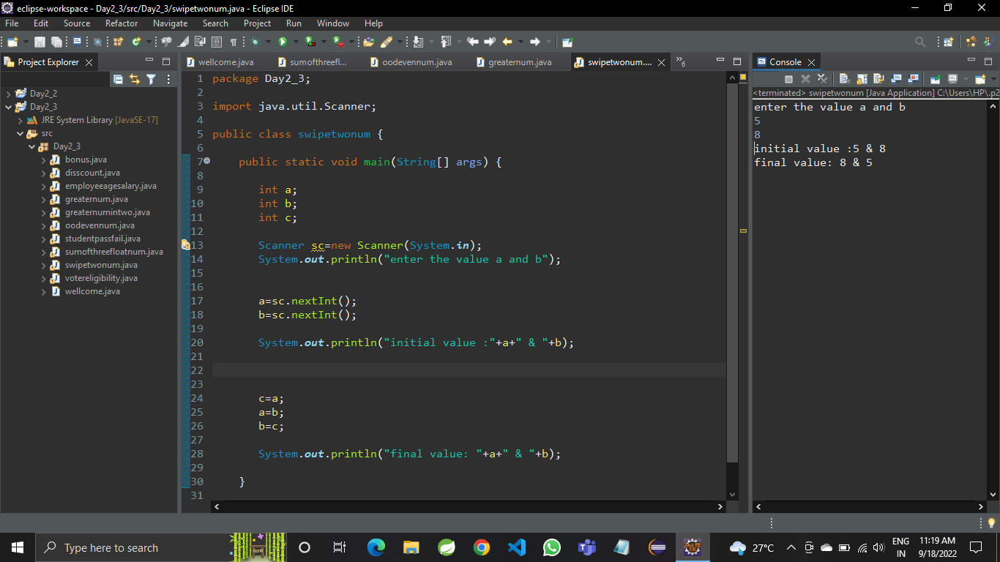 eclipse-workspace - Day2_3/src/Day2_3/swipetwonum.java - Eclipse IDE
File Edit Source Refactor Navigate Search Project Run Window Help
Project Explorer
Day2_2
Day2_3
JRE System Library [JavaSE-17]
src
Day2_3
bonus.java
disscount.java
employeeagesalary.java
greaternum.java
greaternumintwo.java
oodevennum.java
studentpassfail.java
sumofthreefloatnum.java
swipetwonum.java
votereligibility.java
wellcome.java
wellcome.java sumofthreefl... oodevennum.java greaternum.java swipetwonum.... »6
1 package Day2_3;
2
3 import java.util.Scanner;
4
5 public class swipetwonum {
6
7 public static void main(String[] args) {
8
9 int a;
10 int b;
11 int c;
12
13 Scanner sc=new Scanner(System.in);
14 System.out.println("enter the value a and b");
15
16
17 a=sc.nextInt();
18 b=sc.nextInt();
19
20 System.out.println("initial value :"+a+" & "+b);
21
22
23
24 c=a;
25 a=b;
26 b=c;
27
28 System.out.println("final value: "+a+" & "+b);
29
30 }
31
Console
<terminated> swipetwonum [Java Application] C:\Users\HP\.p2
enter the value a and b
5
8
initial value :5 & 8
final value: 8 & 5
Type here to search
27°C
ENG
IN
11:19 AM
9/18/2022